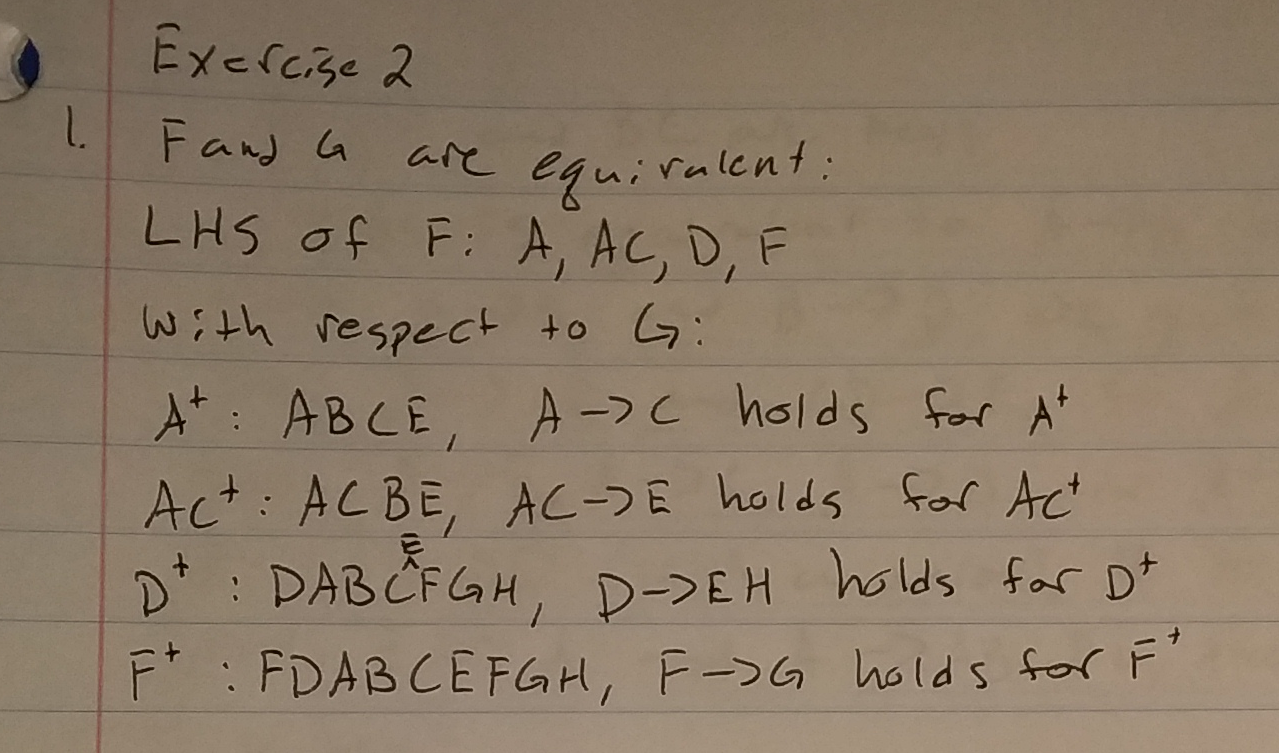 Exercise 2
1. F and G are equivalent:
LHS of F: A, AC, D, F
With respect to G:
A⁺ : ABCE, A->C holds for A⁺
AC⁺ : ACBE, AC->E holds for AC⁺
D⁺ : DABCEFGH, D->EH holds for D⁺
F⁺ : FDABCEFGH, F->G holds for F⁺